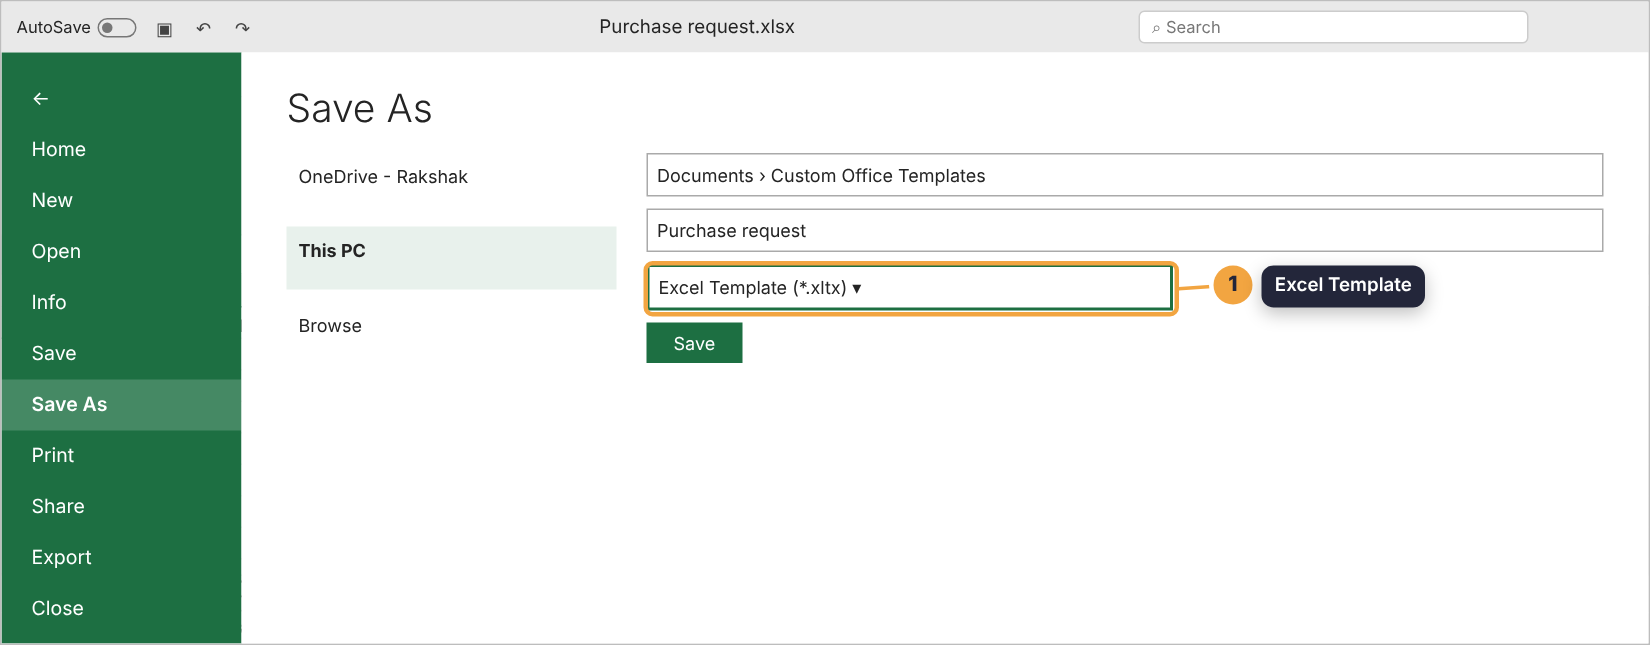 AutoSave
Purchase request.xlsx
Search
Home
New
Open
Info
Save
Save As
Print
Share
Export
Close
Save As
OneDrive - Rakshak
This PC
Browse
Documents › Custom Office Templates
Purchase request
Excel Template (*.xltx) ▾
1 Excel Template
Save